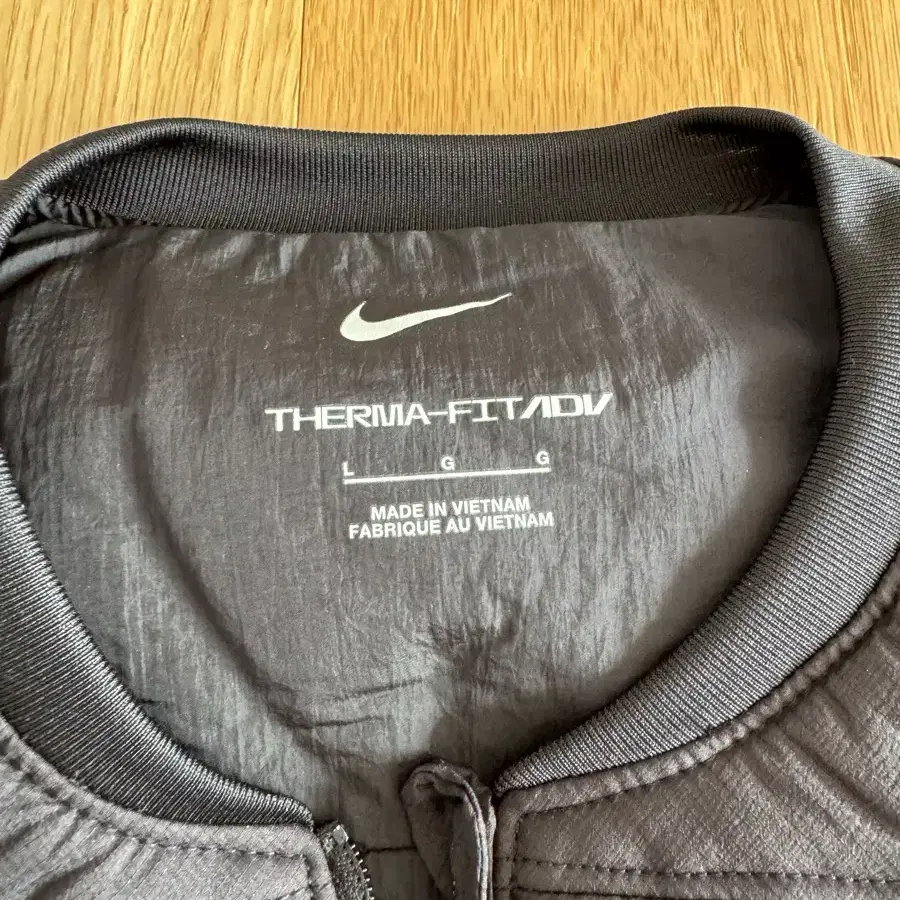 THERMA-FIT ADV
L G G
MADE IN VIETNAM
FABRIQUE AU VIETNAM